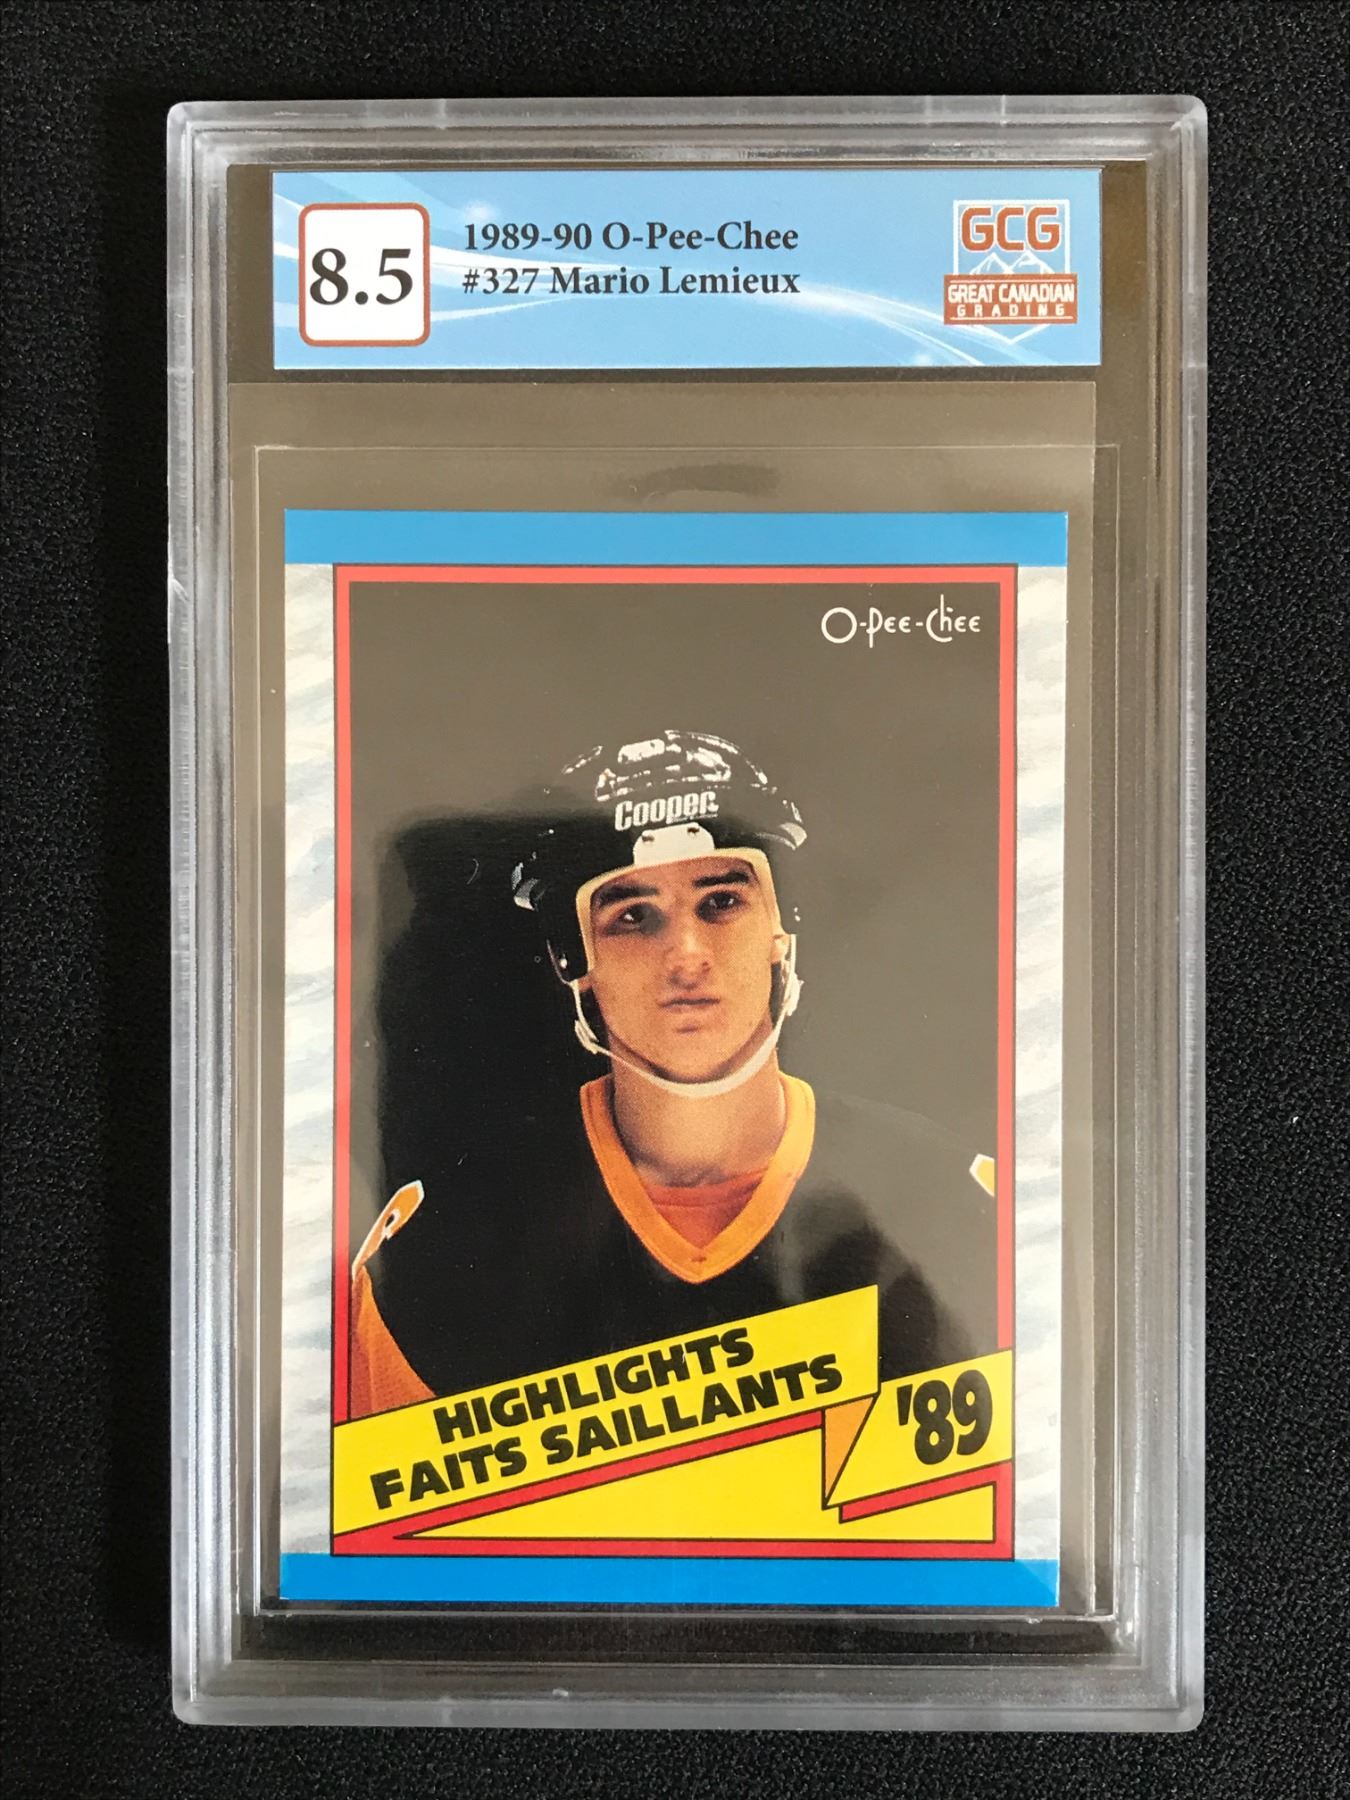 8.5
1989-90 O-Pee-Chee
#327 Mario Lemieux
GCG
GREAT CANADIAN
GRADING
O-Pee-Chee
Cooper
HIGHLIGHTS
FAITS SAILLANTS
'89